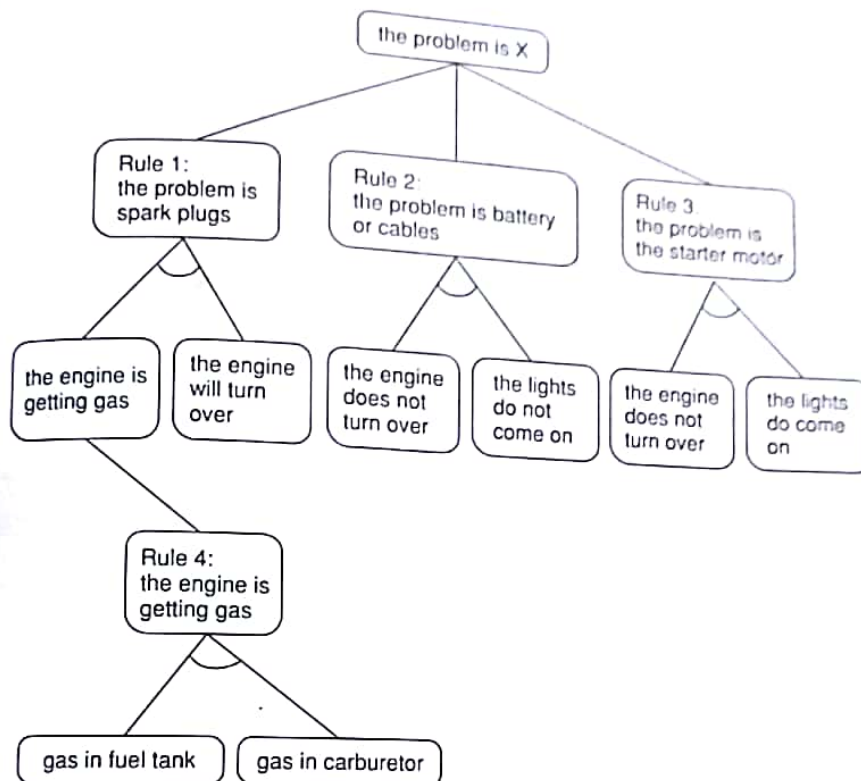 the problem is X
Rule 1:
the problem is
spark plugs
Rule 2:
the problem is battery
or cables
Rule 3:
the problem is
the starter motor
the engine is
getting gas
the engine
will turn
over
the engine
does not
turn over
the lights
do not
come on
the engine
does not
turn over
the lights
do come
on
Rule 4:
the engine is
getting gas
gas in fuel tank
gas in carburetor